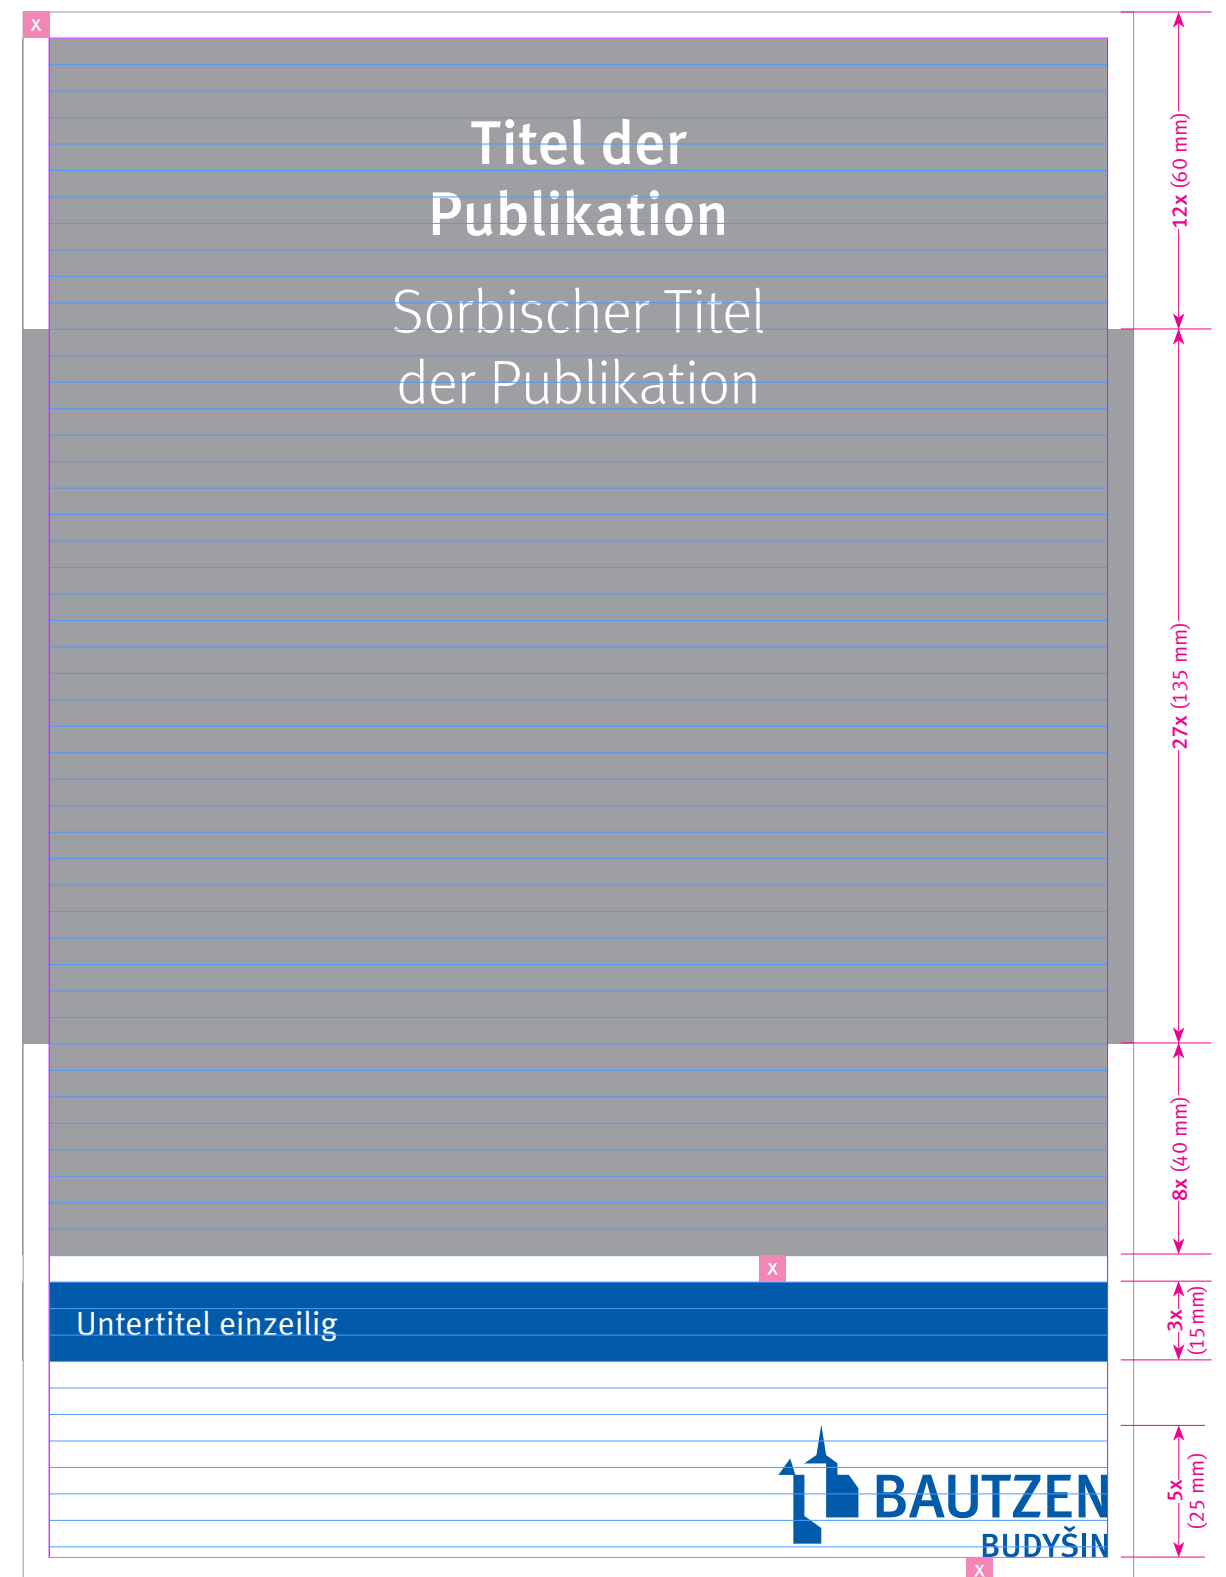 X
Titel der
Publikation
Sorbischer Titel
der Publikation
12x (60 mm)
27x (135 mm)
8x (40 mm)
X
Untertitel einzeilig
3x
(15 mm)
BAUTZEN
BUDYŠIN
5x
(25 mm)
X